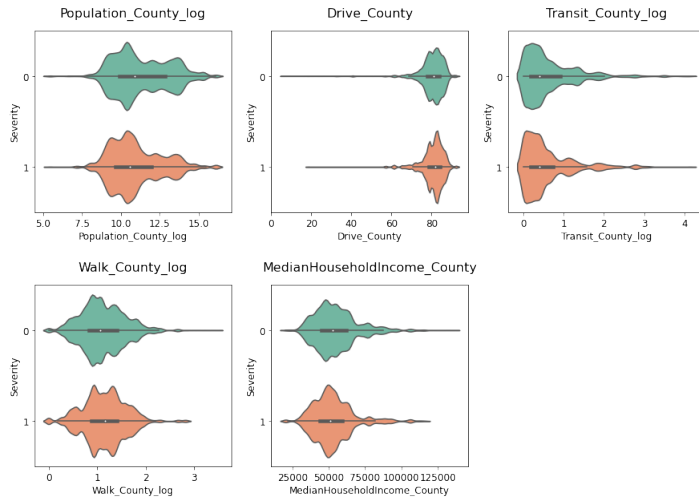 Population_County_log
Severity
0
1
5.0 7.5 10.0 12.5 15.0
Population_County_log
Drive_County
Severity
0
1
0 20 40 60 80
Drive_County
Transit_County_log
Severity
0
1
0 1 2 3 4
Transit_County_log
Walk_County_log
Severity
0
1
0 1 2 3
Walk_County_log
MedianHouseholdIncome_County
Severity
0
1
25000 50000 75000 100000 125000
MedianHouseholdIncome_County